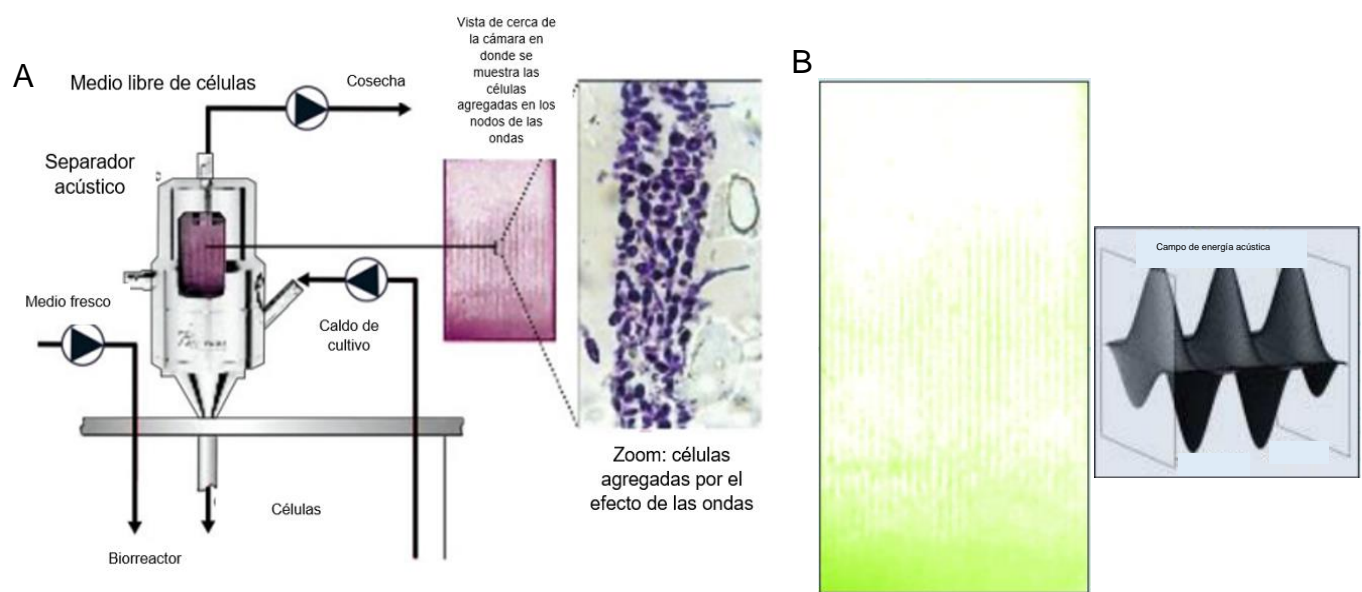 A
Medio libre de células
Cosecha
Separador
acústico
Medio fresco
Caldo de
cultivo
Células
Biorreactor
Vista de cerca de
la cámara en
donde se
muestra las
células
agregadas en los
nodos de las
ondas
Zoom: células
agregadas por el
efecto de las ondas
B
Campo de energía acústica